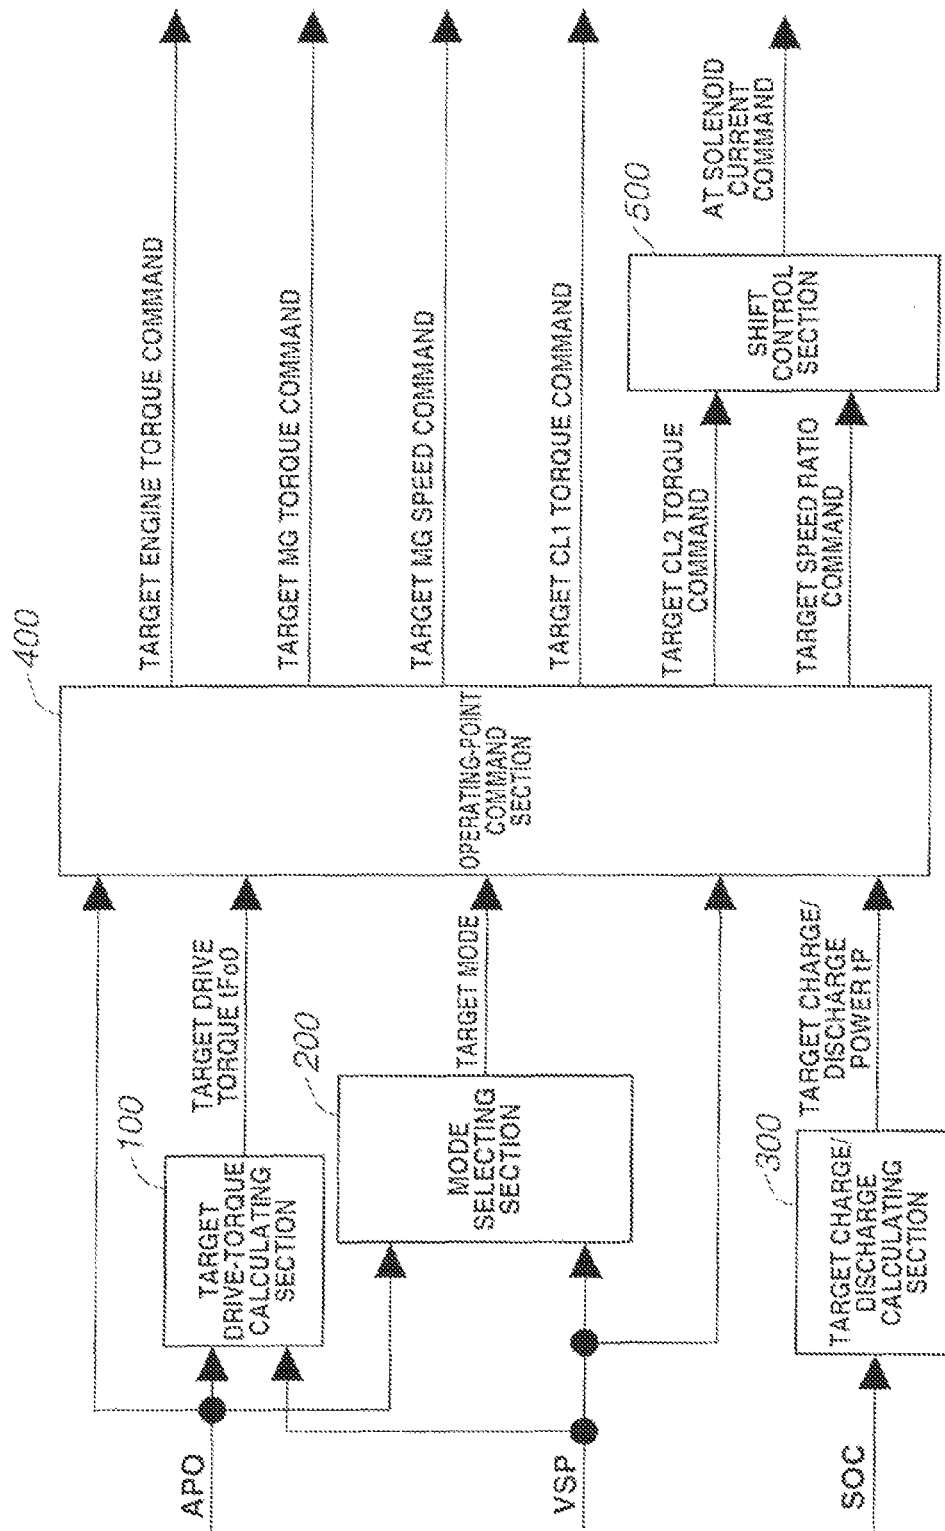 APO
VSP
SOC
100
TARGET
DRIVE-TORQUE
CALCULATING
SECTION
200
MODE
SELECTING
SECTION
300
TARGET CHARGE/
DISCHARGE
CALCULATING
SECTION
TARGET DRIVE
TORQUE tFo0
TARGET MODE
TARGET CHARGE/
DISCHARGE
POWER tP
400
OPERATING-POINT
COMMAND
SECTION
TARGET ENGINE TORQUE COMMAND
TARGET MG TORQUE COMMAND
TARGET MG SPEED COMMAND
TARGET CL1 TORQUE COMMAND
TARGET CL2 TORQUE
COMMAND
TARGET SPEED RATIO
COMMAND
500
SHIFT
CONTROL
SECTION
AT SOLENOID
CURRENT
COMMAND